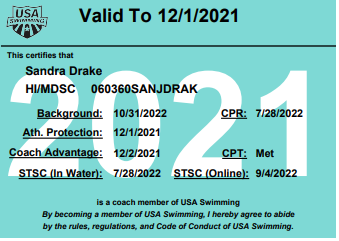 USA
SWIMMING
Valid To 12/1/2021
This certifies that
Sandra Drake
HI/MDSC 060360SANJDRAK
2021
Background: 10/31/2022 CPR: 7/28/2022
Ath. Protection: 12/1/2021
Coach Advantage: 12/2/2021 CPT: Met
STSC (In Water): 7/28/2022 STSC (Online): 9/4/2022
is a coach member of USA Swimming
By becoming a member of USA Swimming, I hereby agree to abide
by the rules, regulations, and Code of Conduct of USA Swimming.